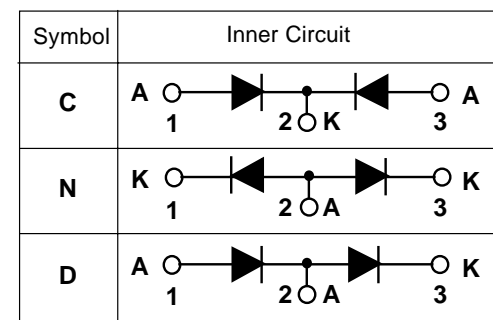 Symbol Inner Circuit
C A A
1 2 K 3
N K K
1 2 A 3
D A K
1 2 A 3